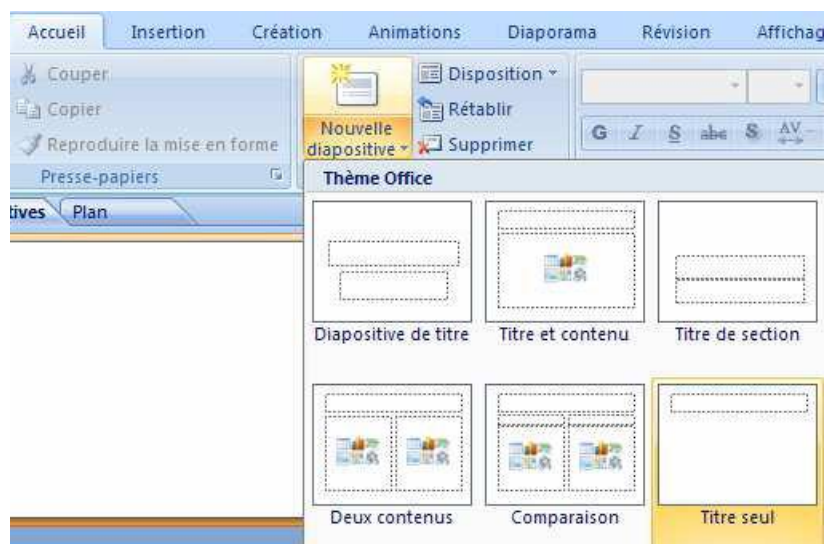 Accueil Insertion Création Animations Diaporama Révision Affichag
Couper
Copier
Reproduire la mise en forme
Presse-papiers
Nouvelle
diapositive
Disposition
Rétablir
Supprimer
G I S abc S AV
Thème Office
tives Plan
Diapositive de titre Titre et contenu Titre de section
Deux contenus Comparaison Titre seul